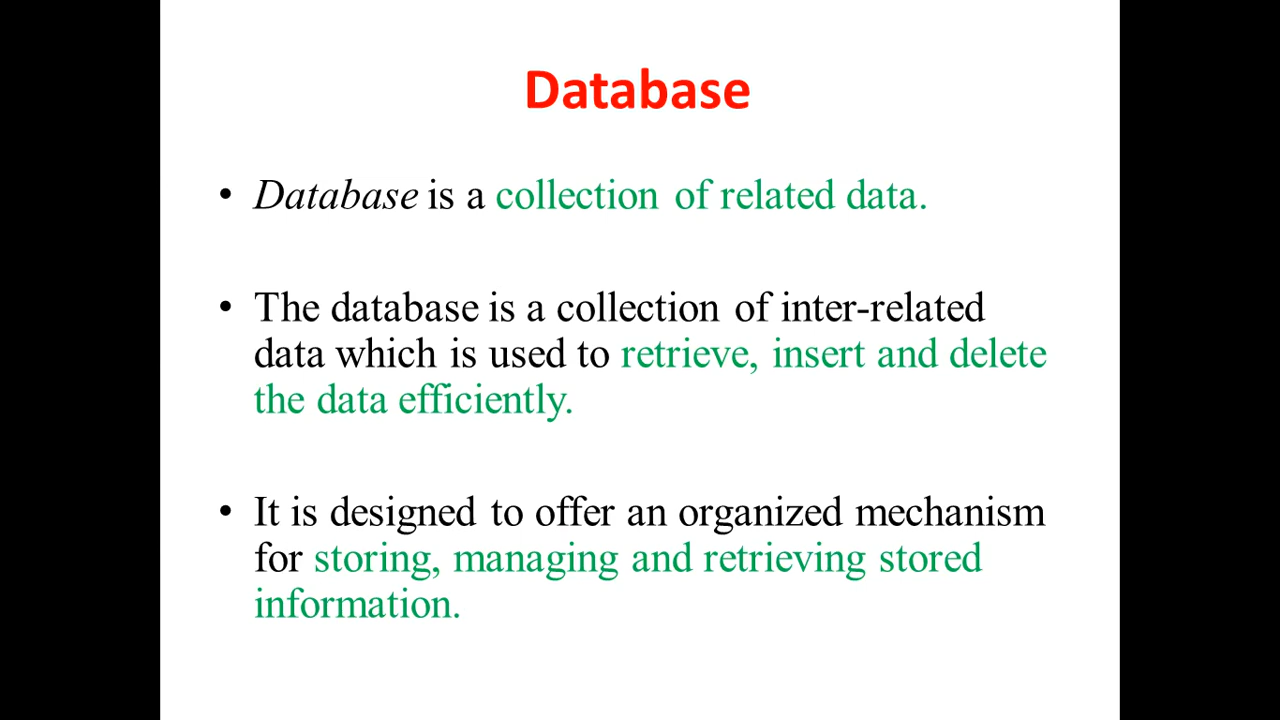 Database
• Database is a collection of related data.
• The database is a collection of inter-related
data which is used to retrieve, insert and delete
the data efficiently.
• It is designed to offer an organized mechanism
for storing, managing and retrieving stored
information.